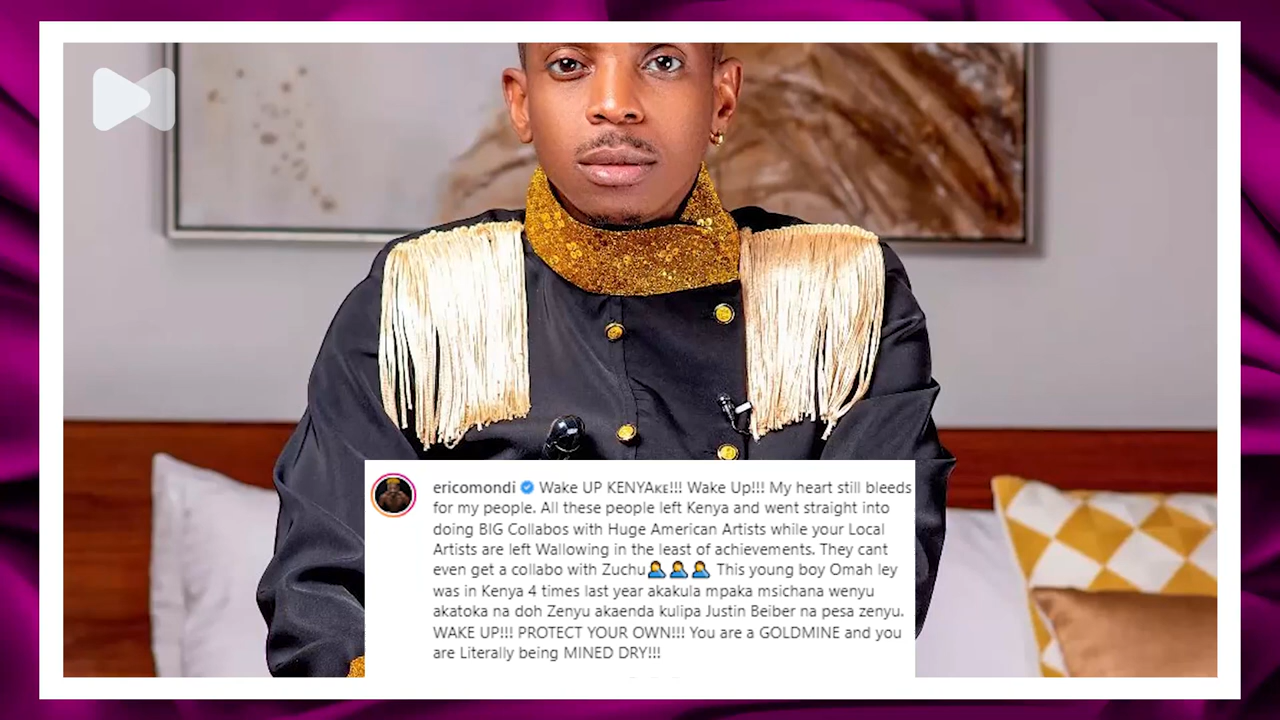 ericomondi Wake UP KENYAᴋᴇ!!! Wake Up!!! My heart still bleeds
for my people. All these people left Kenya and went straight into
doing BIG Collabos with Huge American Artists while your Local
Artists are left Wallowing in the least of achievements. They cant
even get a collabo with Zuchu🤦‍♂️🤦‍♂️🤦‍♂️ This young boy Omah ley
was in Kenya 4 times last year akakula mpaka msichana wenyu
akatoka na doh Zenyu akaenda kulipa Justin Beiber na pesa zenyu.
WAKE UP!!! PROTECT YOUR OWN!!! You are a GOLDMINE and you
are Literally being MINED DRY!!!